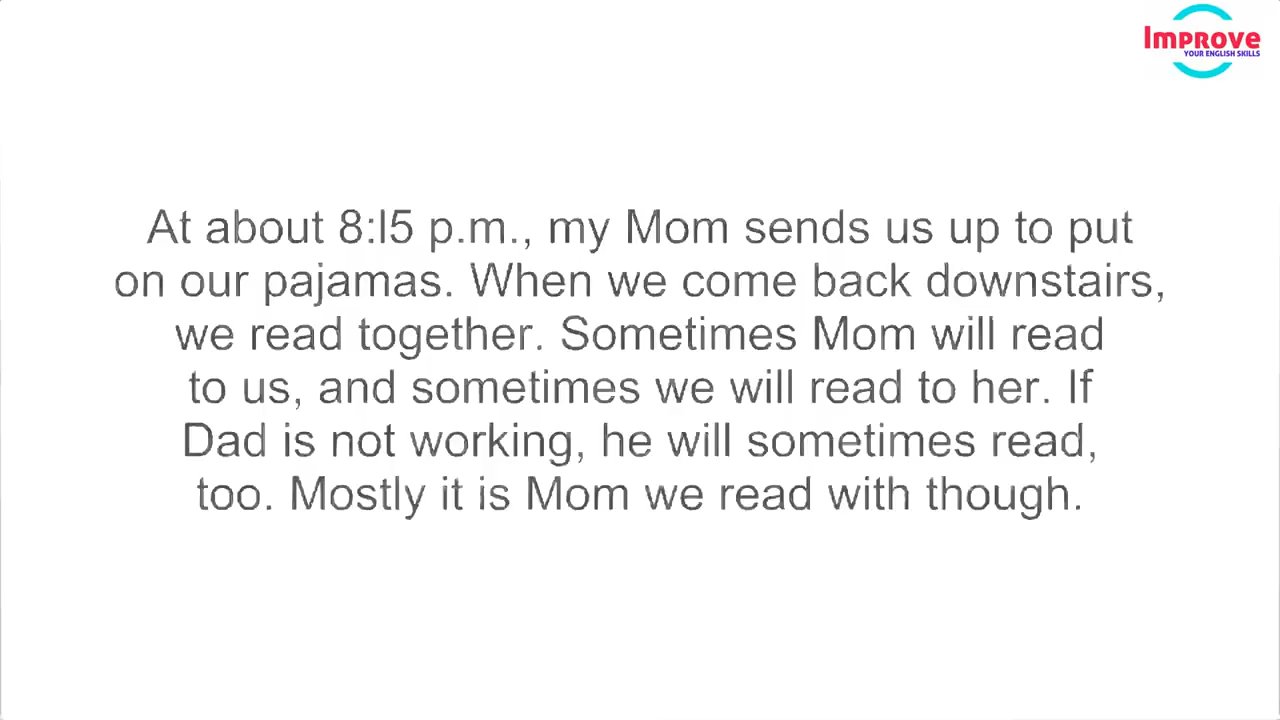 Improve
YOUR ENGLISH SKILLS
At about 8:l5 p.m., my Mom sends us up to put
on our pajamas. When we come back downstairs,
we read together. Sometimes Mom will read
to us, and sometimes we will read to her. If
Dad is not working, he will sometimes read,
too. Mostly it is Mom we read with though.